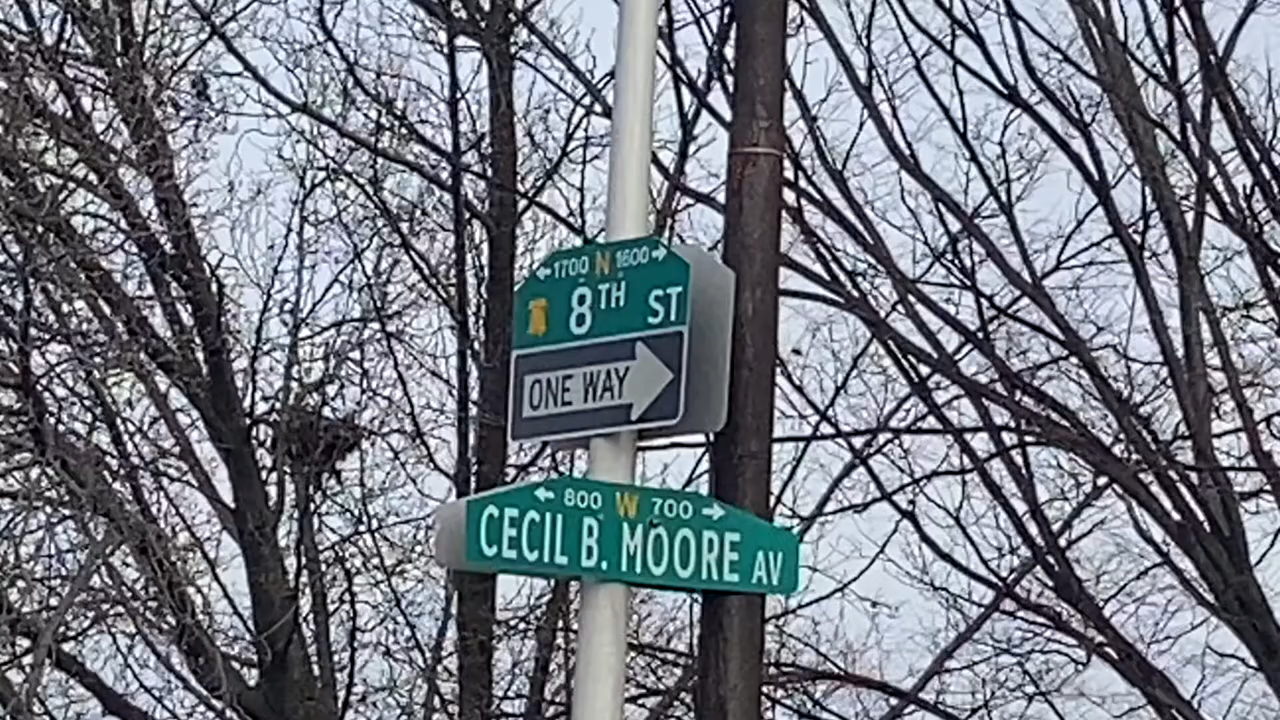 ←1700 N 1600→
8TH ST
ONE WAY
← 800 W 700 →
CECIL B. MOORE AV